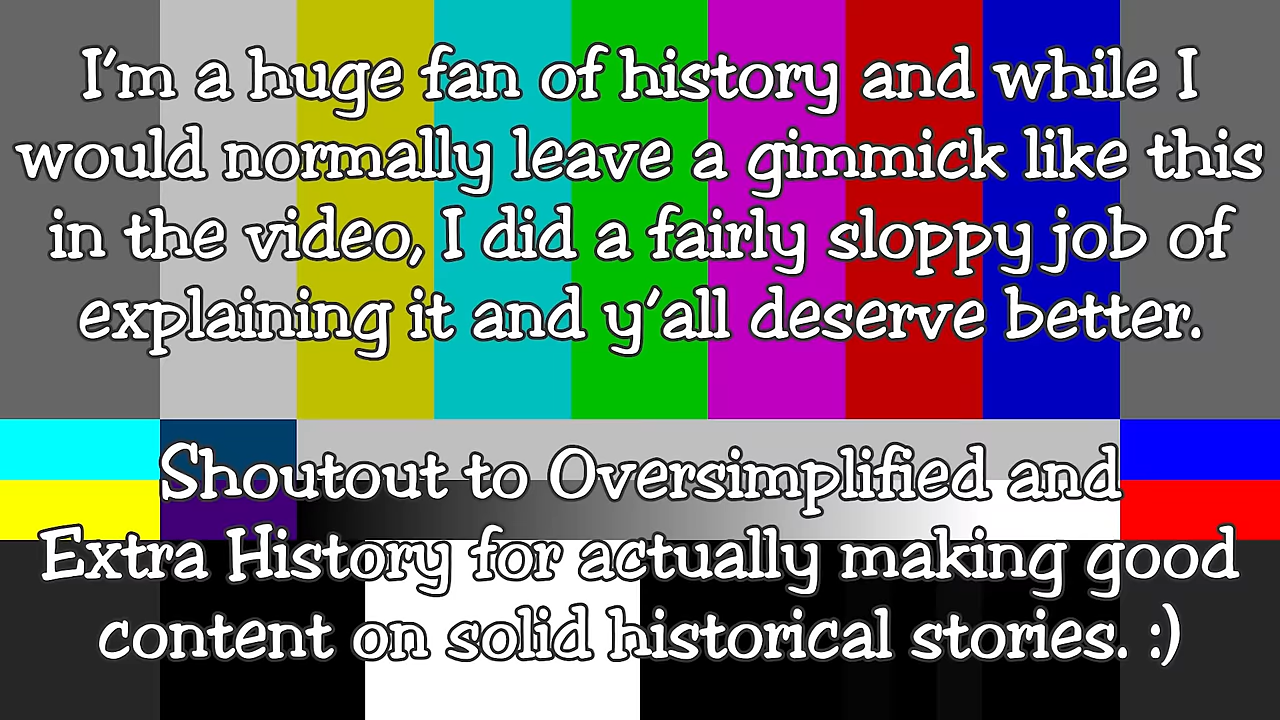 I'm a huge fan of history and while I
would normally leave a gimmick like this
in the video, I did a fairly sloppy job of
explaining it and y'all deserve better.
Shoutout to Oversimplified and
Extra History for actually making good
content on solid historical stories. :)